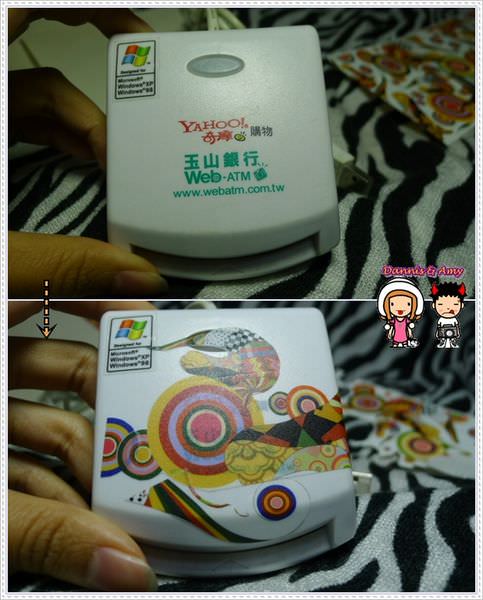 Designed for
Microsoft®
Windows®XP
Windows®98
YAHOO!
奇摩 購物
玉山銀行
Web-ATM
www.webatm.com.tw
Dannis & Amy
Designed for
Microsoft®
Windows®XP
Windows®98